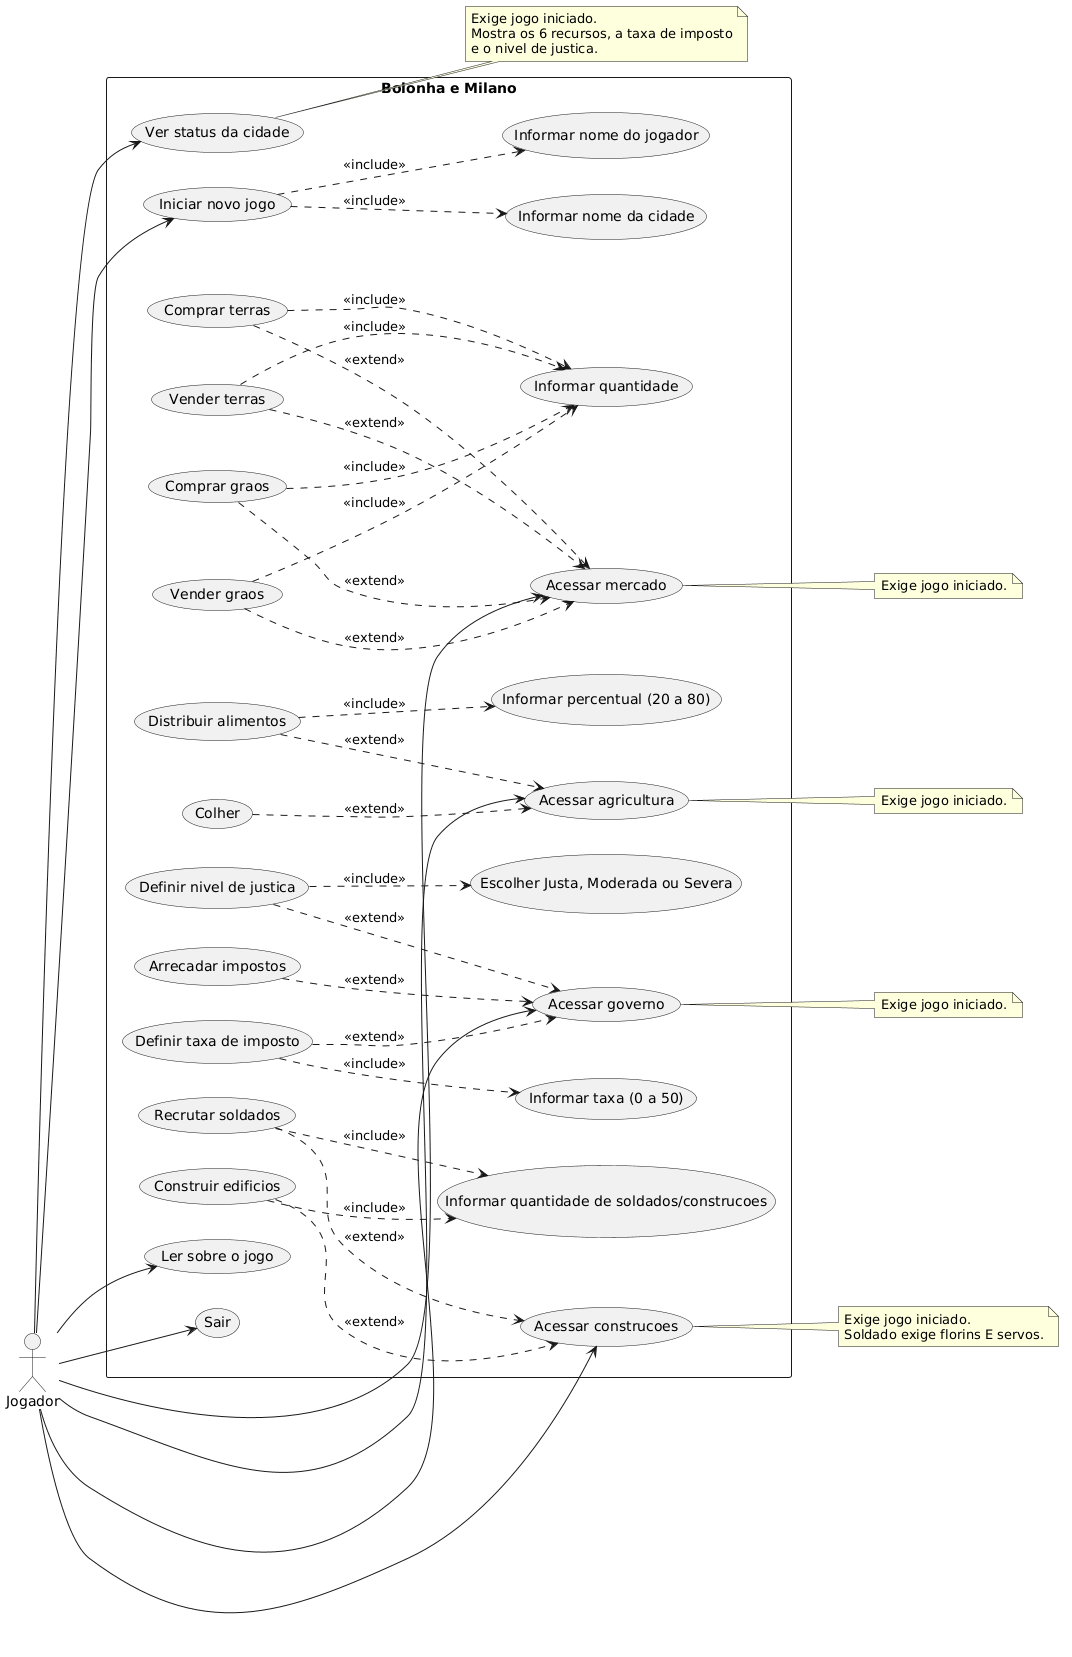 Exige jogo iniciado.
Mostra os 6 recursos, a taxa de imposto
e o nivel de justica.
Bolonha e Milano
Ver status da cidade
Informar nome do jogador
«include»
Iniciar novo jogo
«include»
Informar nome da cidade
Comprar terras
«include»
«include»
«extend»
Informar quantidade
Vender terras
«extend»
Comprar graos
«include»
«include»
Vender graos
«extend»
Acessar mercado
Exige jogo iniciado.
«extend»
Distribuir alimentos
«include»
Informar percentual (20 a 80)
«extend»
Colher
«extend»
Acessar agricultura
Exige jogo iniciado.
Definir nivel de justica
«include»
Escolher Justa, Moderada ou Severa
«extend»
Arrecadar impostos
«extend»
Acessar governo
Exige jogo iniciado.
Definir taxa de imposto
«extend»
«include»
Informar taxa (0 a 50)
Recrutar soldados
«include»
Construir edificios
«include»
Informar quantidade de soldados/construcoes
«extend»
Ler sobre o jogo
Sair
«extend»
Acessar construcoes
Exige jogo iniciado.
Soldado exige florins E servos.
Jogador